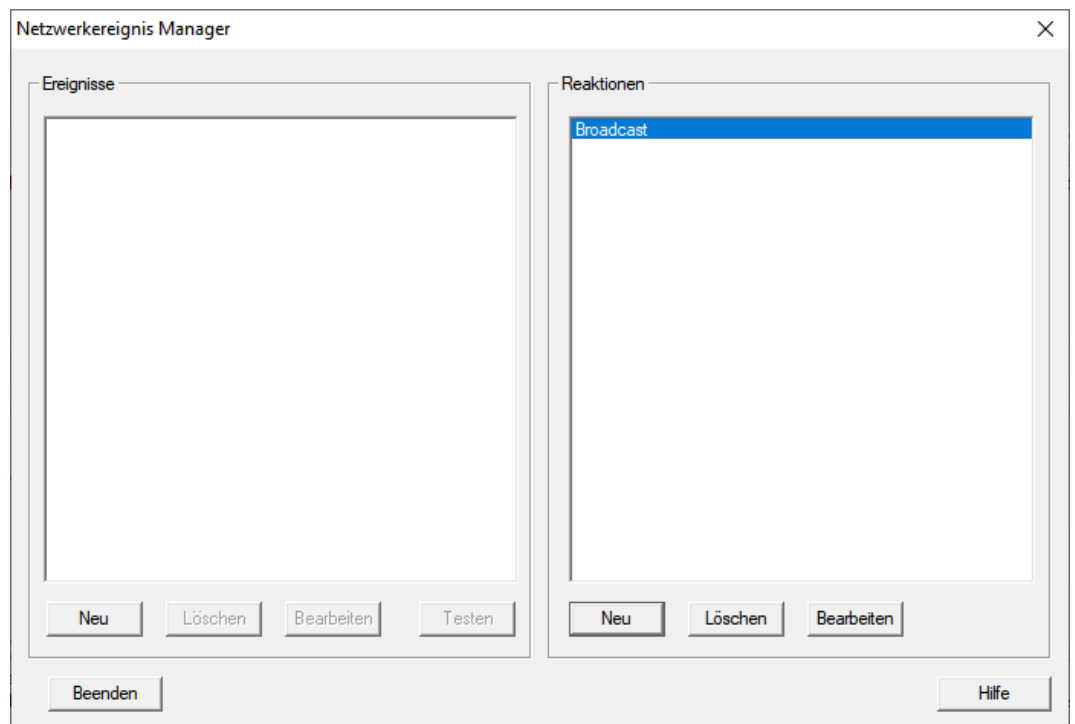 Netzwerkereignis Manager
Ereignisse
Reaktionen
Broadcast
Neu Löschen Bearbeiten Testen
Neu Löschen Bearbeiten
Beenden
Hilfe